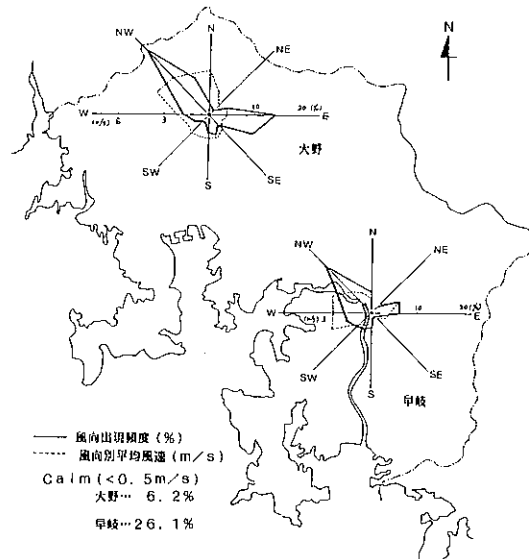 N
N
NW
NE
W
(m/s) 6
3
10
20 (%)
E
大野
SW
S
SE
N
NW
NE
W
(m/s) 3
10
20(%)
E
SW
SE
S
早岐
風向出現頻度(%)
風向別平均風速(m/s)
Calm(<0.5m/s)
大野… 6.2%
早岐…26.1%